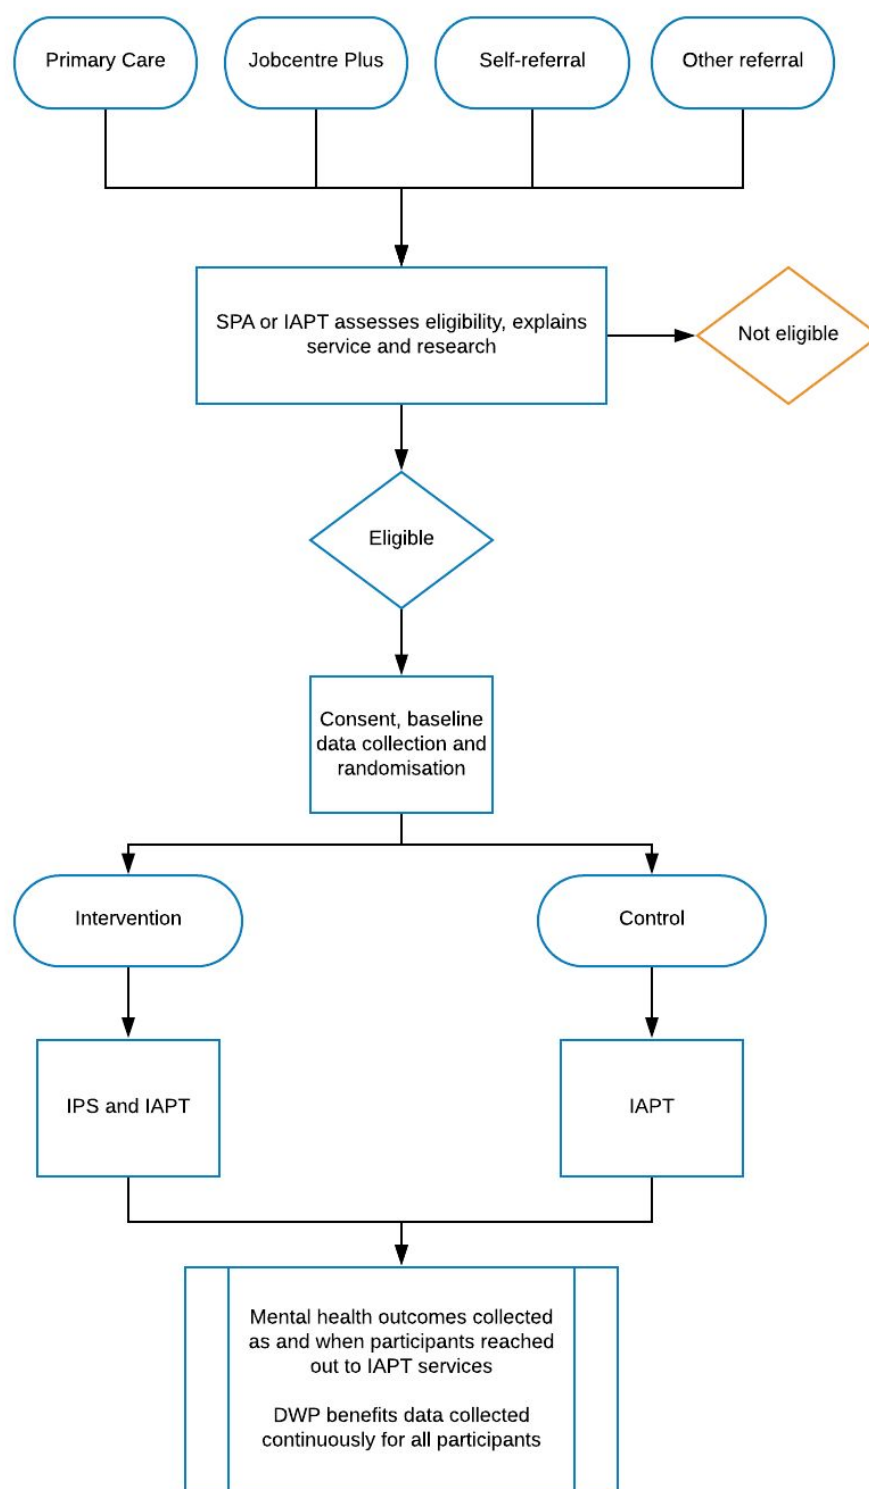 Primary Care
Jobcentre Plus
Self-referral
Other referral
SPA or IAPT assesses eligibility, explains
service and research
Not eligible
Eligible
Consent, baseline
data collection and
randomisation
Intervention
Control
IPS and IAPT
IAPT
Mental health outcomes collected
as and when participants reached
out to IAPT services
DWP benefits data collected
continuously for all participants